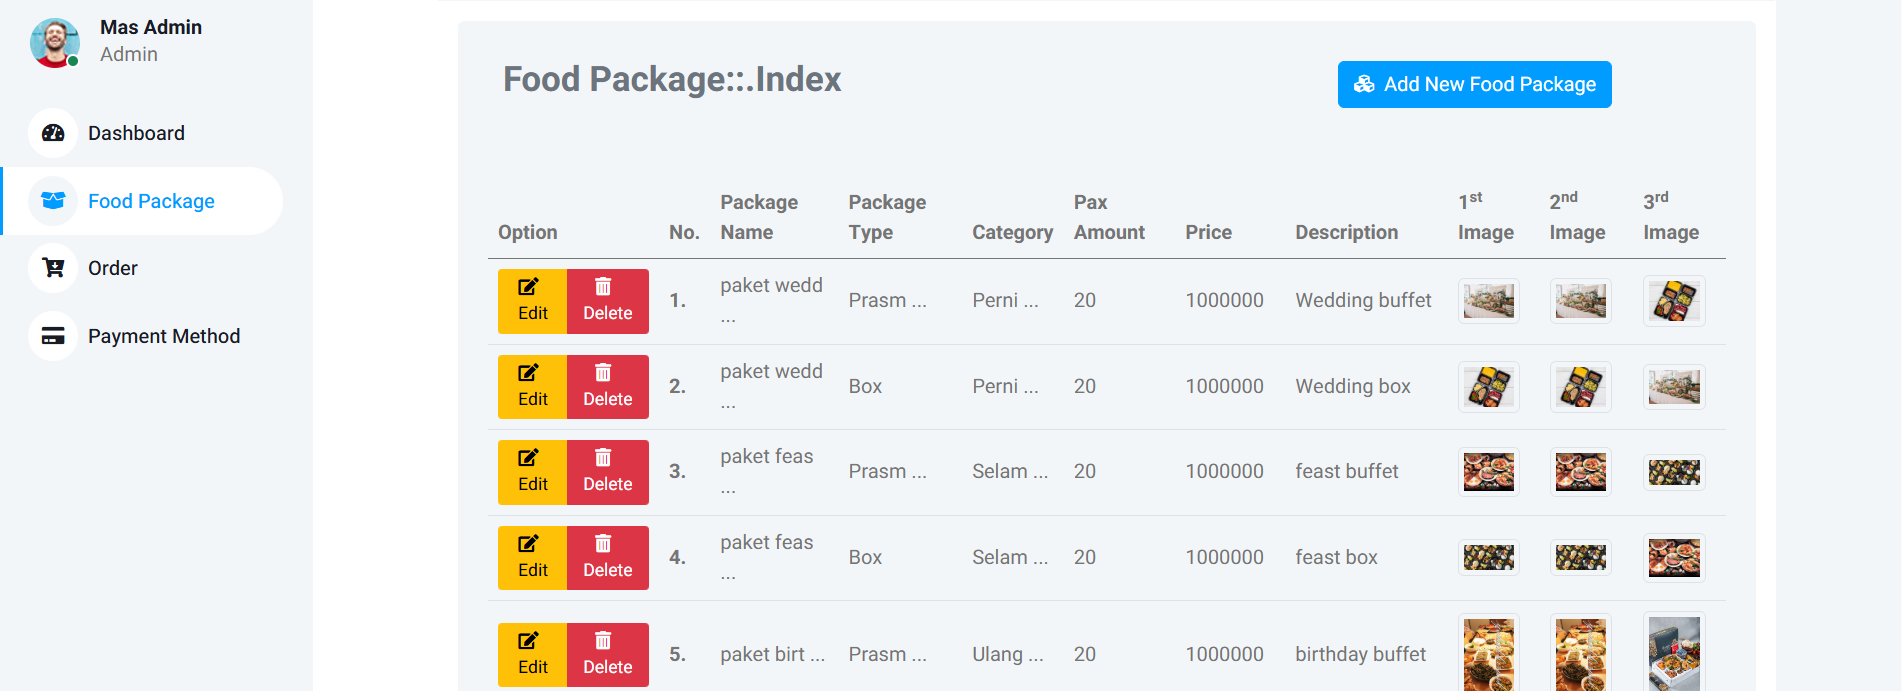 Mas Admin
Admin
Dashboard
Food Package
Order
Payment Method
Food Package::.Index
Add New Food Package
Option No. Package Name Package Type Category Pax Amount Price Description 1st Image 2nd Image 3rd Image
Edit Delete 1. paket wedd ... Prasm ... Perni ... 20 1000000 Wedding buffet
Edit Delete 2. paket wedd ... Box Perni ... 20 1000000 Wedding box
Edit Delete 3. paket feas ... Prasm ... Selam ... 20 1000000 feast buffet
Edit Delete 4. paket feas ... Box Selam ... 20 1000000 feast box
Edit Delete 5. paket birt ... Prasm ... Ulang ... 20 1000000 birthday buffet